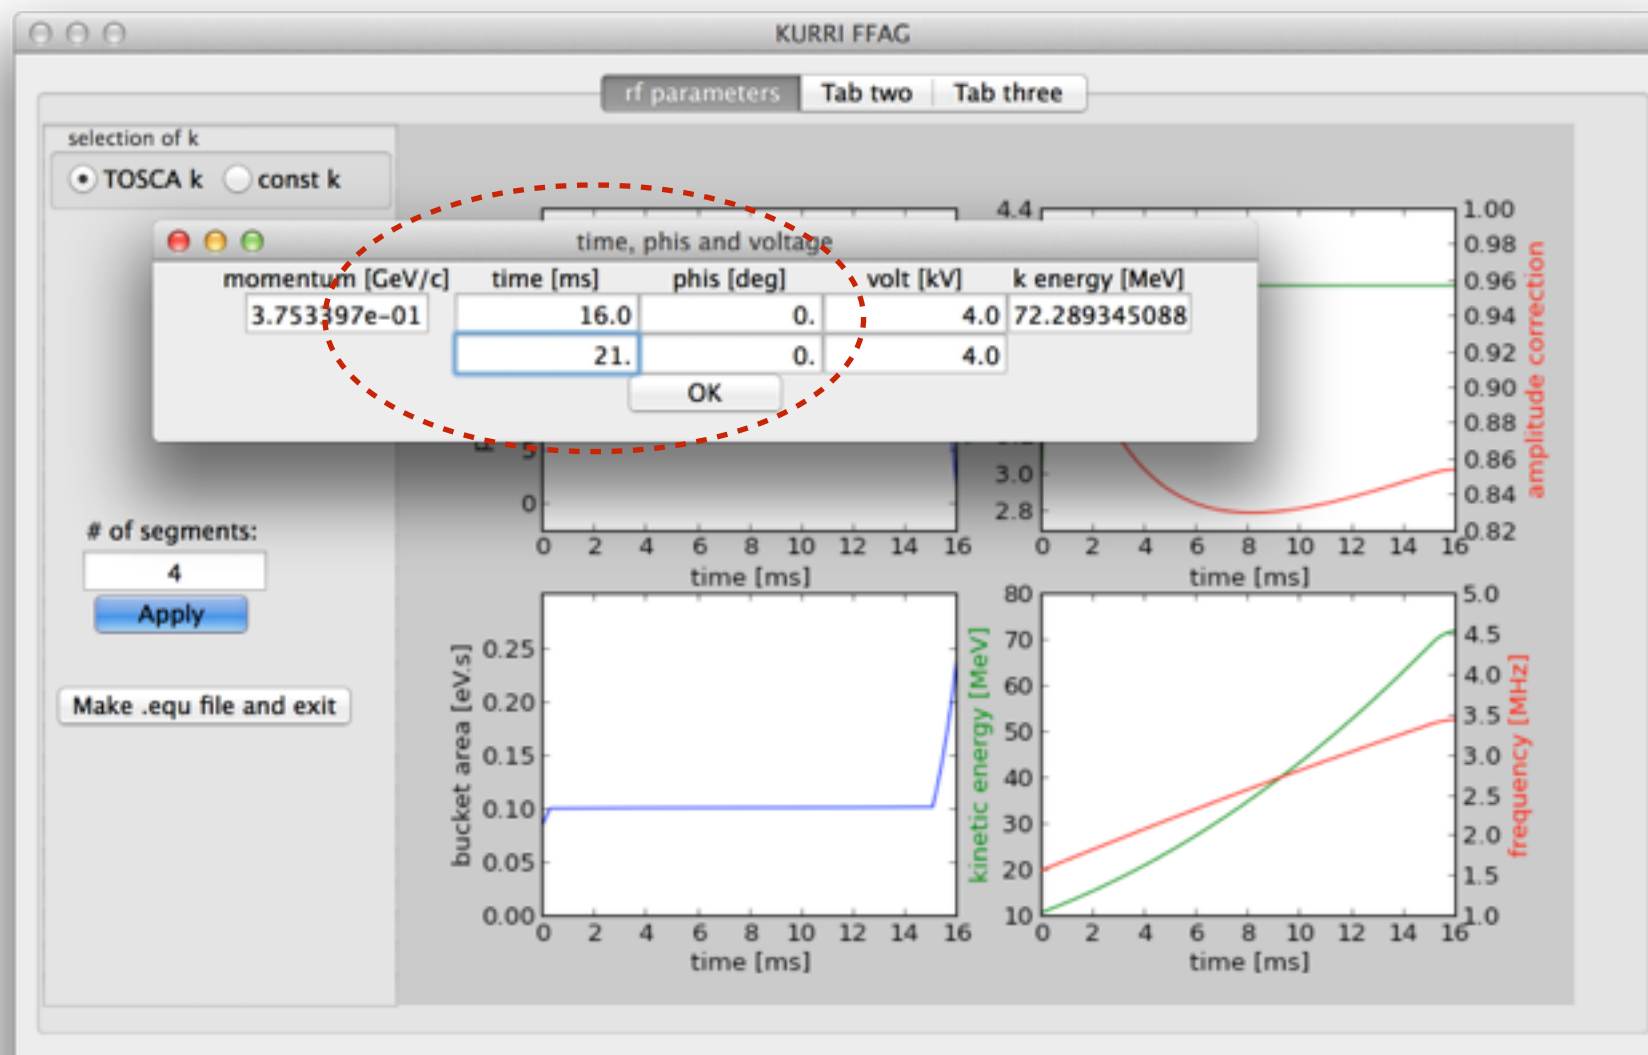 KURRI FFAG
rf parameters Tab two Tab three
selection of k
TOSCA k const k
time, phis and voltage
momentum [GeV/c] time [ms] phis [deg] volt [kV] k energy [MeV]
3.753397e-01 16.0 0. 4.0 72.289345088
21. 0. 4.0
OK
# of segments:
4
Apply
Make .equ file and exit
5
0
0 2 4 6 8 10 12 14 16
time [ms]
4.4
3.0
2.8
1.00
0.98
0.96
0.94
0.92
0.90
0.88
0.86
0.84
0.82
amplitude correction
0 2 4 6 8 10 12 14 16
time [ms]
bucket area [eV.s]
0.25
0.20
0.15
0.10
0.05
0.00
0 2 4 6 8 10 12 14 16
time [ms]
kinetic energy [MeV]
80
70
60
50
40
30
20
10
5.0
4.5
4.0
3.5
3.0
2.5
2.0
1.5
1.0
frequency [MHz]
0 2 4 6 8 10 12 14 16
time [ms]